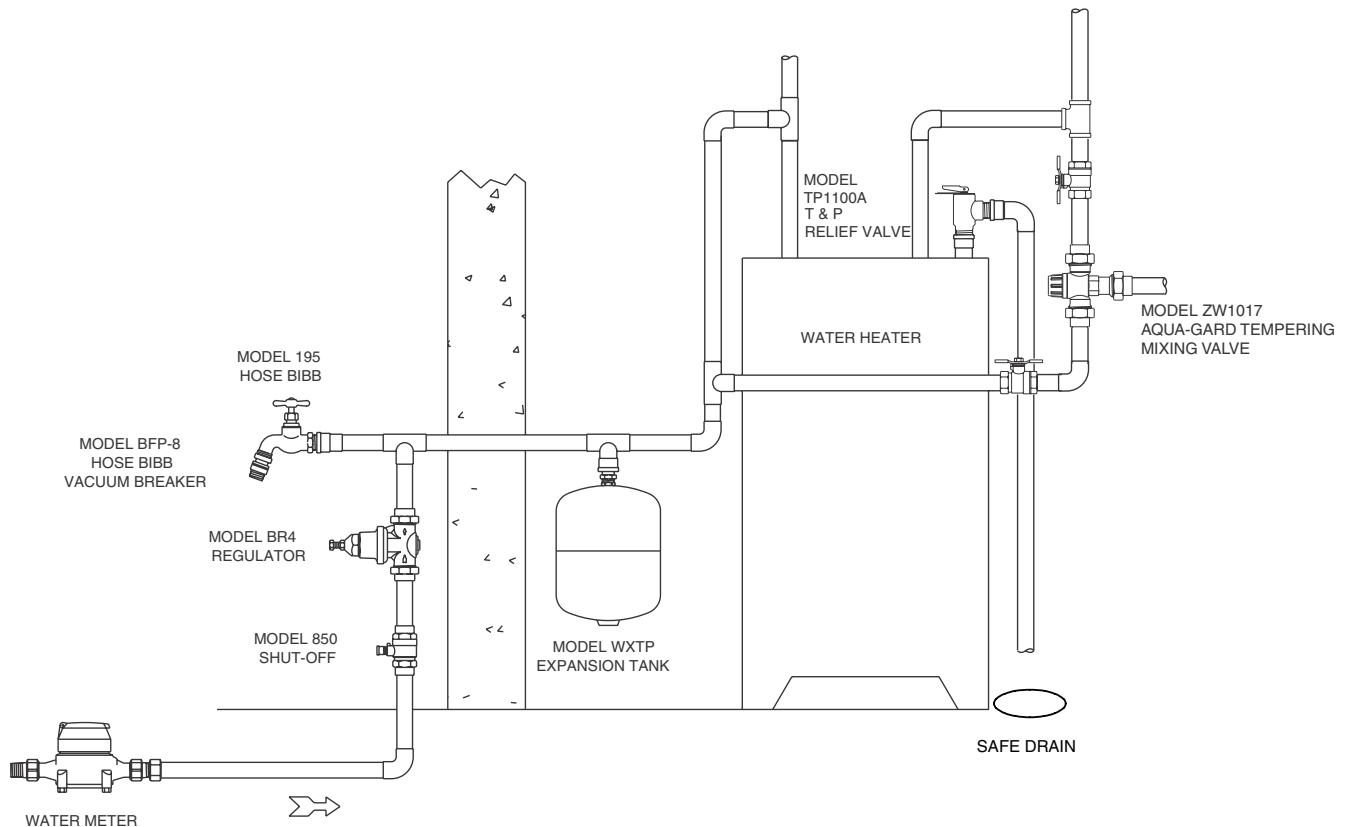 MODEL
TP1100A
T & P
RELIEF VALVE
MODEL ZW1017
AQUA-GARD TEMPERING
MIXING VALVE
WATER HEATER
MODEL 195
HOSE BIBB
MODEL BFP-8
HOSE BIBB
VACUUM BREAKER
MODEL BR4
REGULATOR
MODEL 850
SHUT-OFF
MODEL WXTP
EXPANSION TANK
SAFE DRAIN
WATER METER